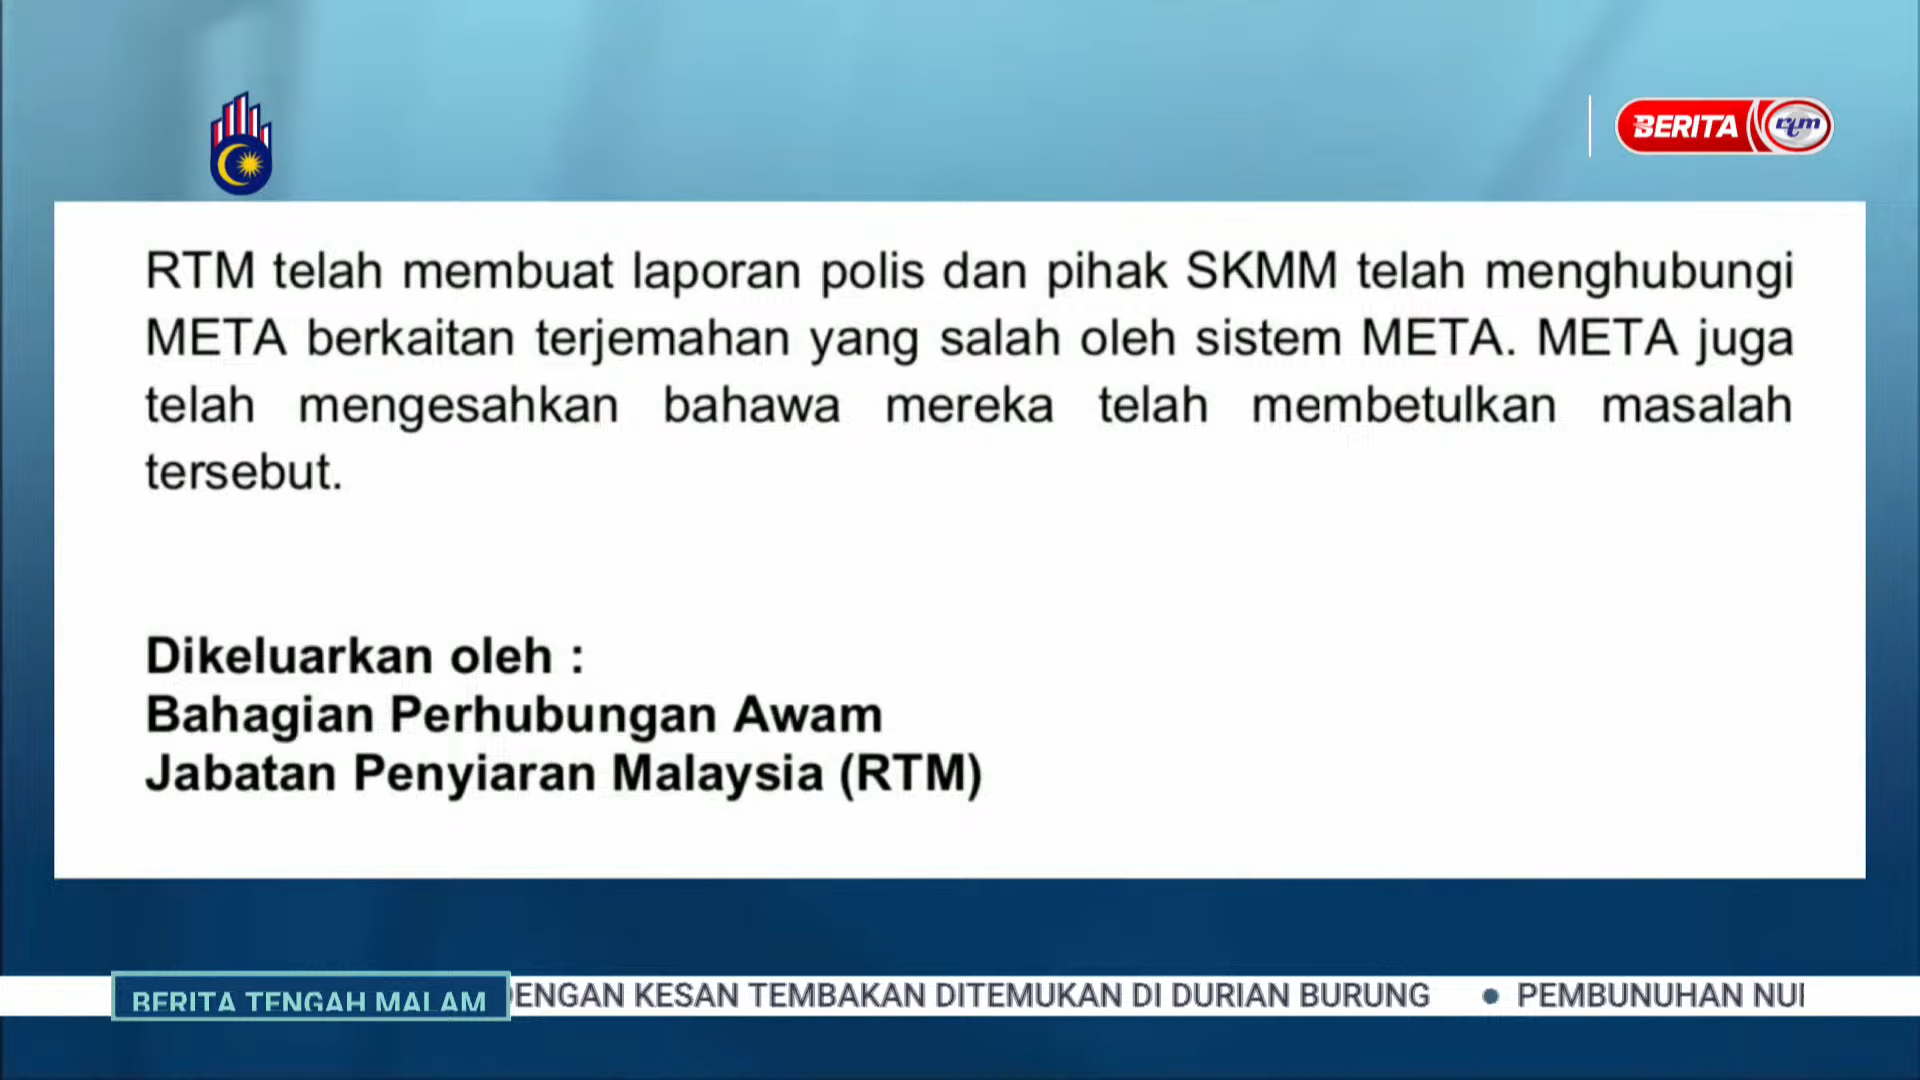 BERITA rtm
RTM telah membuat laporan polis dan pihak SKMM telah menghubungi
META berkaitan terjemahan yang salah oleh sistem META. META juga
telah mengesahkan bahawa mereka telah membetulkan masalah
tersebut.
Dikeluarkan oleh :
Bahagian Perhubungan Awam
Jabatan Penyiaran Malaysia (RTM)
BERITA TENGAH MALAM
KESAN TEMBAKAN DITEMUKAN DI DURIAN BURUNG • PEMBUNUHAN